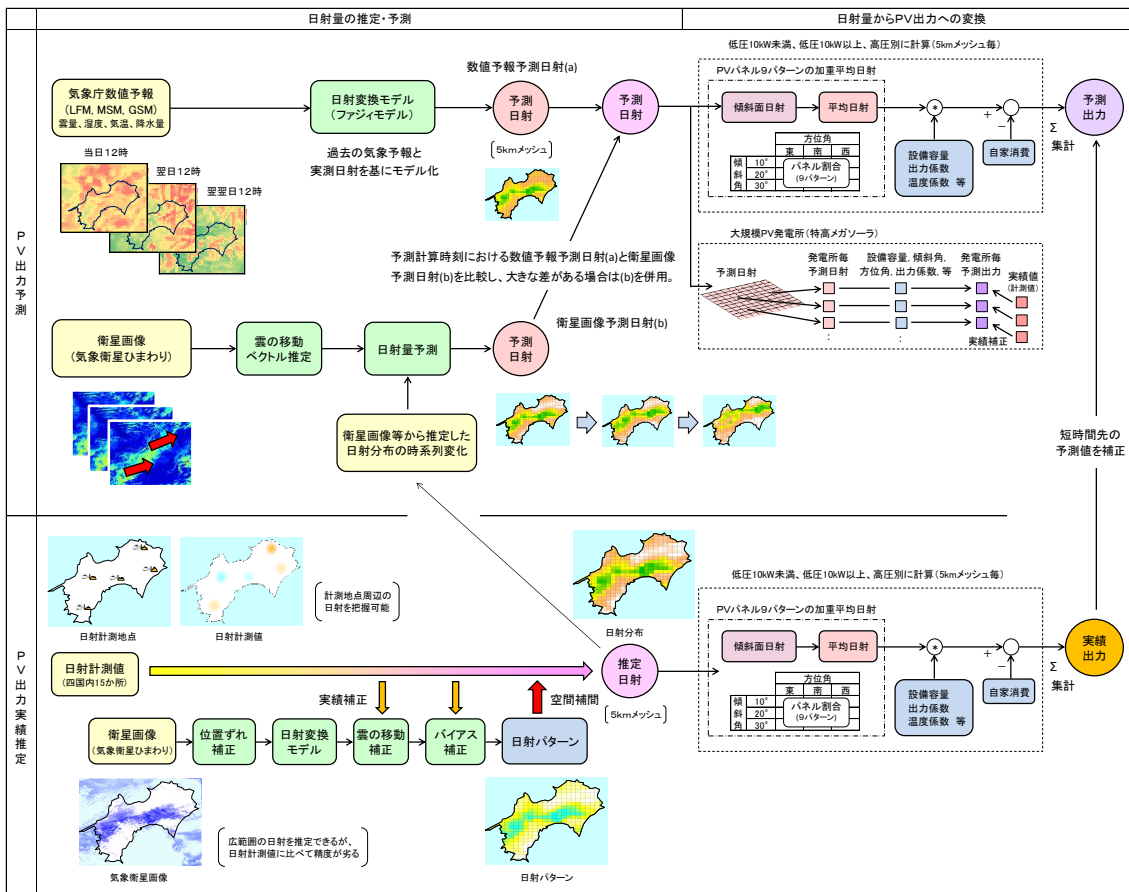 日射量の推定・予測
日射量からPV出力への変換
PV出力予測
気象庁数値予報
(LFM, MSM, GSM)
雲量、湿度、気温、降水量
日射変換モデル
(ファジィモデル)
過去の気象予報と
実測日射を基にモデル化
数値予報予測日射(a)
予測
日射
5kmメッシュ
予測
日射
当日12時
翌日12時
翌翌日12時
予測計算時刻における数値予報予測日射(a)と衛星画像
予測日射(b)を比較し、大きな差がある場合は(b)を併用。
衛星画像
(気象衛星ひまわり)
雲の移動
ベクトル推定
日射量予測
予測
日射
衛星画像予測日射(b)
衛星画像等から推定した
日射分布の時系列変化
低圧10kW未満、低圧10kW以上、高圧別に計算(5kmメッシュ毎)
PVパネル9パターンの加重平均日射
傾斜面日射
平均日射
*
+
−
Σ
集計
予測
出力
方位角
東 南 西
傾
斜
角
10°
20°
30°
パネル割合
(9パターン)
設備容量
出力係数
温度係数 等
自家消費
大規模PV発電所(特高メガソーラ)
予測日射
発電所毎
予測日射
設備容量,傾斜角,
方位角,出力係数,等
発電所毎
予測出力
実績値
(計測値)
:
:
:
実績補正
短時間先の
予測値を補正
PV出力実績推定
日射計測地点
日射計測値
計測地点周辺の
日射を把握可能
日射分布
日射計測値
(四国内15か所)
推定
日射
5kmメッシュ
実績補正
空間補間
衛星画像
(気象衛星ひまわり)
位置ずれ
補正
日射変換
モデル
雲の移動
補正
バイアス
補正
日射パターン
気象衛星画像
広範囲の日射を推定できるが、
日射計測値に比べて精度が劣る
日射パターン
低圧10kW未満、低圧10kW以上、高圧別に計算(5kmメッシュ毎)
PVパネル9パターンの加重平均日射
傾斜面日射
平均日射
*
+
−
Σ
集計
実績
出力
方位角
東 南 西
傾
斜
角
10°
20°
30°
パネル割合
(9パターン)
設備容量
出力係数
温度係数 等
自家消費